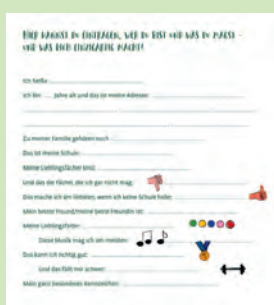 HIER KANNST DU EINTRAGEN, WER DU BIST UND WAS DU MAGST –
UND WAS DICH EINZIGARTIG MACHT!
Ich heiße
Ich bin Jahre alt und das ist meine Adresse:
Zu meiner Familie gehören noch
Das ist meine Schule:
Meine Lieblingsfächer sind:
Und das die Fächer, die ich gar nicht mag:
Das mache ich am liebsten, wenn ich keine Schule habe:
Mein bester Freund/meine beste Freundin ist:
Meine Lieblingsfarbe:
Diese Musik mag ich am meisten:
Das kann ich richtig gut:
Und das fällt mir schwer:
Mein ganz besonderes Kennzeichen: